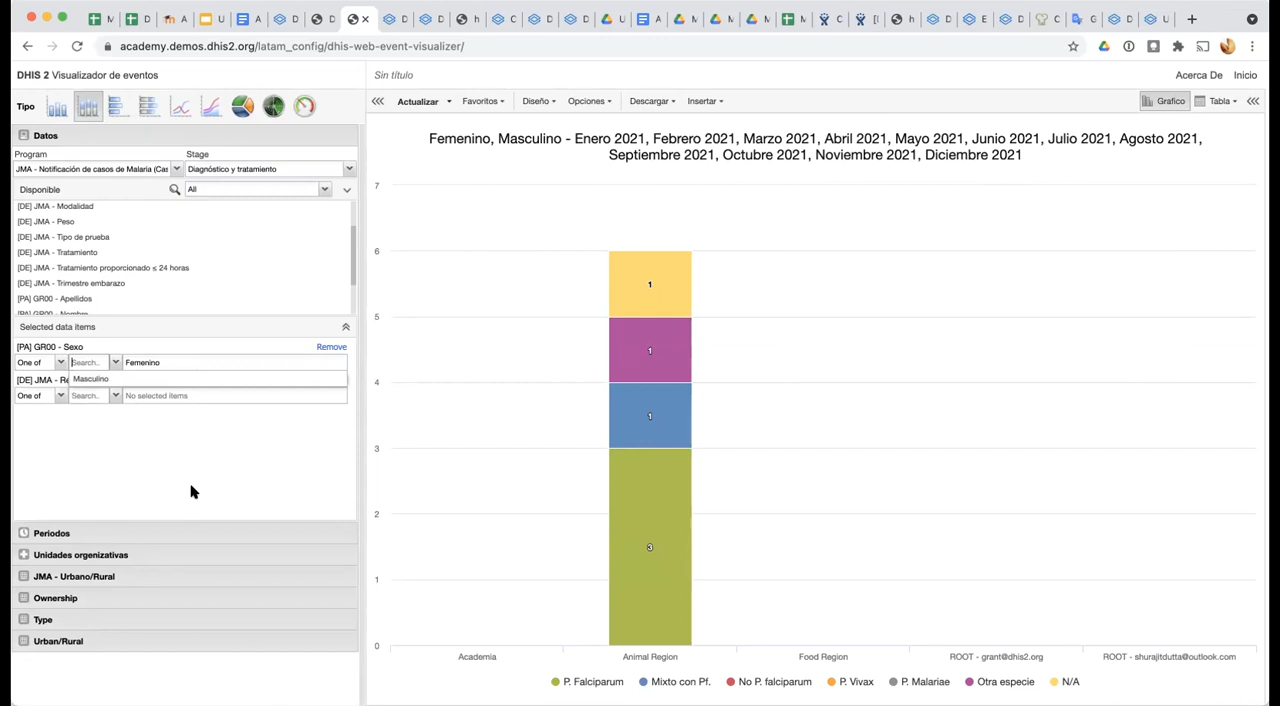 academy.demos.dhis2.org/latam_config/dhis-web-event-visualizer/
DHIS 2 Visualizador de eventos
Sin título
Acerca De
Inicio
Tipo
Actualizar
Favoritos
Diseño
Opciones
Descargar
Insertar
Grafico
Tabla
Datos
Program
Stage
JMA - Notificación de casos de Malaria (Cas
Diagnóstico y tratamiento
Disponible
All
[DE] JMA - Modalidad
[DE] JMA - Peso
[DE] JMA - Tipo de prueba
[DE] JMA - Tratamiento
[DE] JMA - Tratamiento proporcionado ≤ 24 horas
[DE] JMA - Trimestre embarazo
[PA] GR00 - Apellidos
[PA] GR00 - Nombre
Selected data items
[PA] GR00 - Sexo
Remove
One of
Search..
Femenino
[DE] JMA - Re
Masculino
One of
Search..
No selected items
Periodos
Unidades organizativas
JMA - Urbano/Rural
Ownership
Type
Urban/Rural
Femenino, Masculino - Enero 2021, Febrero 2021, Marzo 2021, Abril 2021, Mayo 2021, Junio 2021, Julio 2021, Agosto 2021,
Septiembre 2021, Octubre 2021, Noviembre 2021, Diciembre 2021
7
6
5
4
3
2
1
0
1
1
1
3
Academia
Animal Region
Food Region
ROOT - grant@dhis2.org
ROOT - shurajitdutta@outlook.com
P. Falciparum
Mixto con Pf.
No P. falciparum
P. Vivax
P. Malariae
Otra especie
N/A